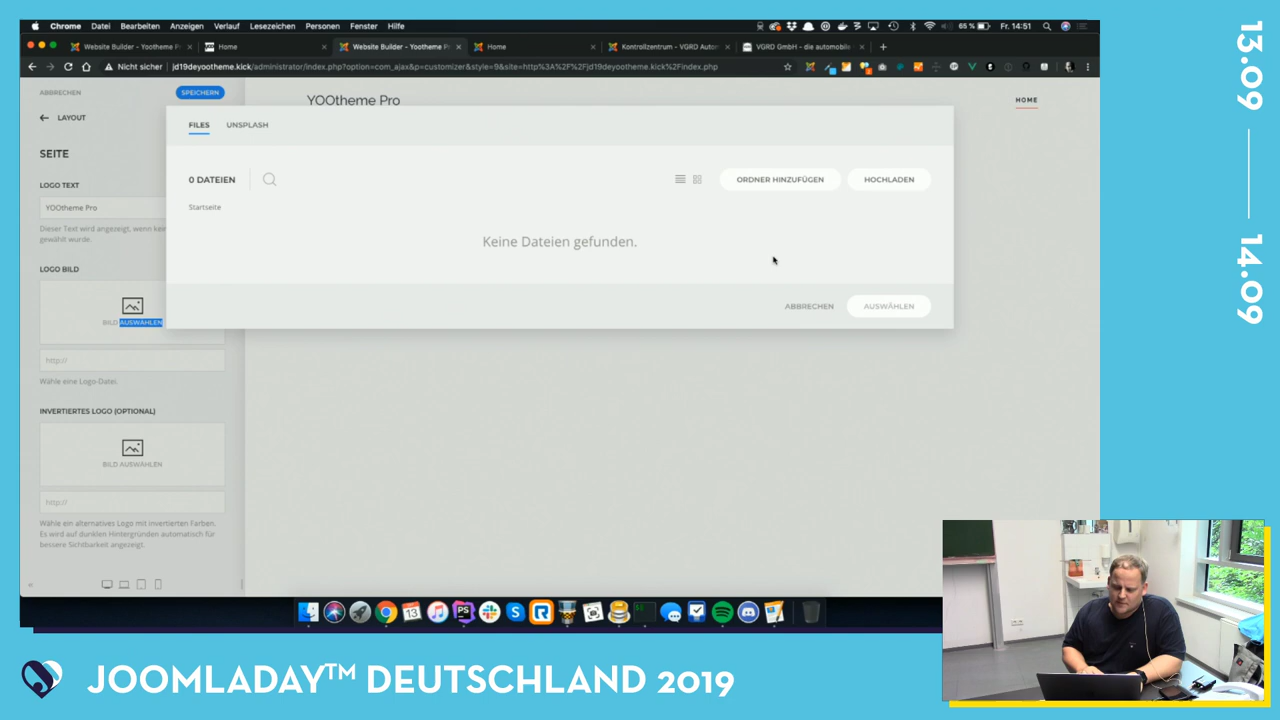 Chrome Datei Bearbeiten Anzeigen Verlauf Lesezeichen Personen Fenster Hilfe
65 % Fr. 14:51
Website Builder - Yootheme Pr
Home
Website Builder - Yootheme Pr
Home
Kontrollzentrum - VGRD Autom
VGRD GmbH - die automobile
Nicht sicher jd19deyootheme.kick/administrator/index.php?option=com_ajax&p=customizer&style=9&site=http%3A%2F%2Fjd19deyootheme.kick%2Findex.php
ABBRECHEN
SPEICHERN
LAYOUT
SEITE
LOGO TEXT
YOOtheme Pro
Dieser Text wird angezeigt, wenn kein
gewählt wurde.
LOGO BILD
BILD AUSWÄHLEN
http://
Wähle eine Logo-Datei.
INVERTIERTES LOGO (OPTIONAL)
BILD AUSWÄHLEN
http://
Wähle ein alternatives Logo mit invertierten Farben.
Es wird auf dunklen Hintergründen automatisch für
bessere Sichtbarkeit angezeigt.
YOOtheme Pro
HOME
FILES
UNSPLASH
0 DATEIEN
ORDNER HINZUFÜGEN
HOCHLADEN
Startseite
Keine Dateien gefunden.
ABBRECHEN
AUSWÄHLEN
13.09
14.09
JOOMLADAY™ DEUTSCHLAND 2019